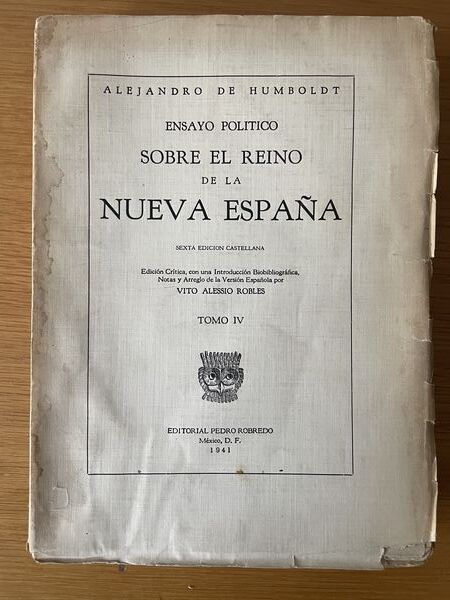 ALEJANDRO DE HUMBOLDT
ENSAYO POLITICO
SOBRE EL REINO
DE LA
NUEVA ESPAÑA
SEXTA EDICION CASTELLANA
Edición Crítica, con una Introducción Biobibliográfica,
Notas y Arreglo de la Versión Española por
VITO ALESSIO ROBLES
TOMO IV
EDITORIAL PEDRO ROBREDO
México, D. F.
1941